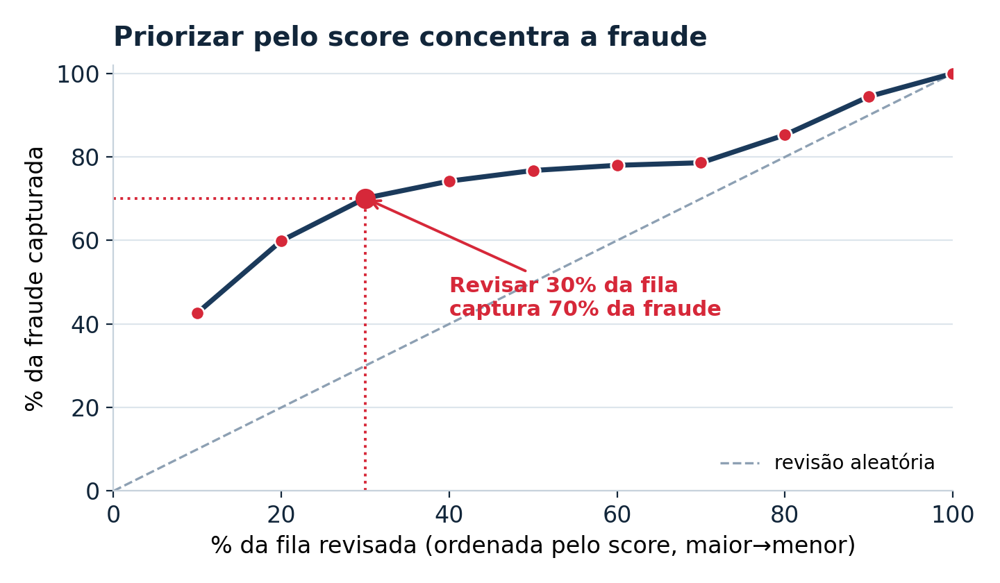 Priorizar pelo score concentra a fraude
% da fraude capturada
100
80
60
40
20
0
Revisar 30% da fila
captura 70% da fraude
revisão aleatória
0 20 40 60 80 100
% da fila revisada (ordenada pelo score, maior→menor)